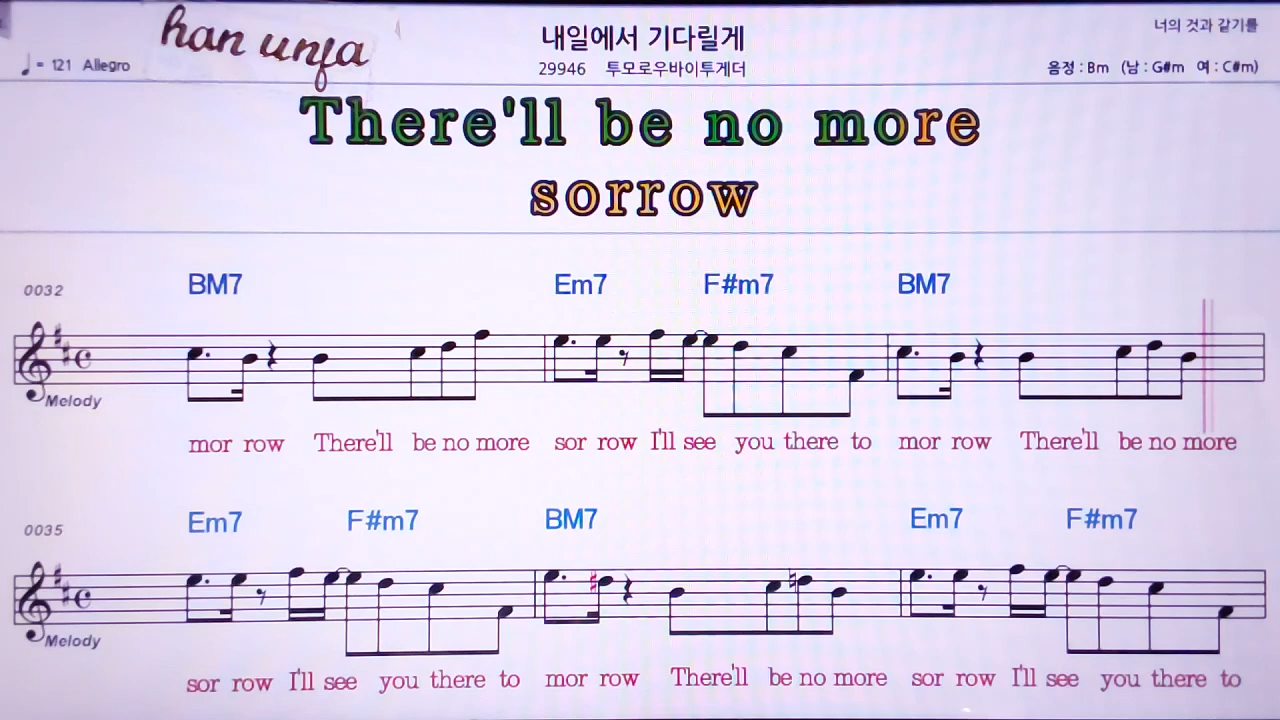 han unfa
내일에서 기다릴게
너의 것과 같기를
♩ = 121 Allegro
29946 투모로우바이투게더
음정 : Bm (남 : G#m 여 : C#m)
There'll be no more
sorrow
0032 BM7 Em7 F#m7 BM7
Melody
mor row There'll be no more sor row I'll see you there to mor row There'll be no more
0035 Em7 F#m7 BM7 Em7 F#m7
Melody
sor row I'll see you there to mor row There'll be no more sor row I'll see you there to